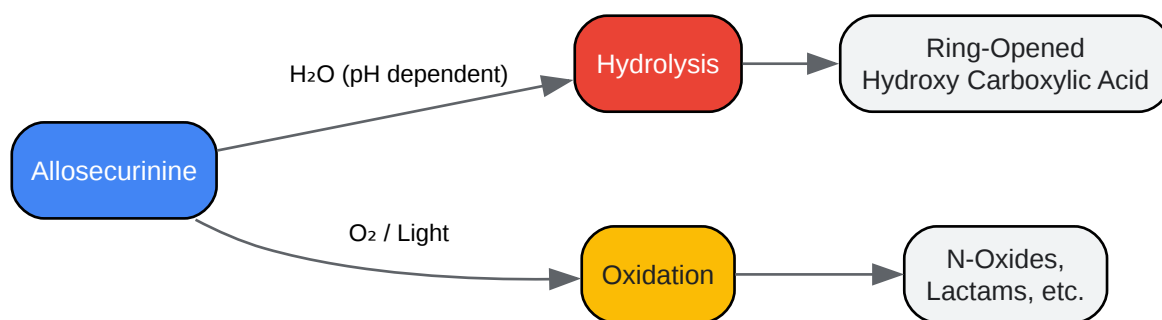 H₂O (pH dependent)
Hydrolysis
Ring-Opened
Hydroxy Carboxylic Acid
Allosecurinine
O₂ / Light
Oxidation
N-Oxides,
Lactams, etc.